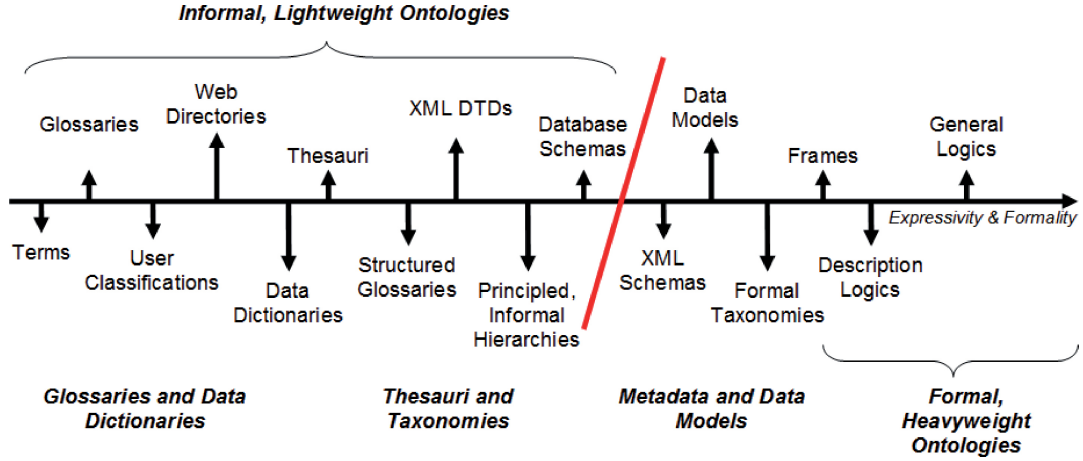 Informal, Lightweight Ontologies
Web
Directories
Glossaries
Thesauri
XML DTDs
Database
Schemas
Data
Models
Frames
General
Logics
Expressivity & Formality
Terms
User
Classifications
Data
Dictionaries
Structured
Glossaries
Principled,
Informal
Hierarchies
XML
Schemas
Formal
Taxonomies
Description
Logics
Glossaries and Data
Dictionaries
Thesauri and
Taxonomies
Metadata and Data
Models
Formal,
Heavyweight
Ontologies